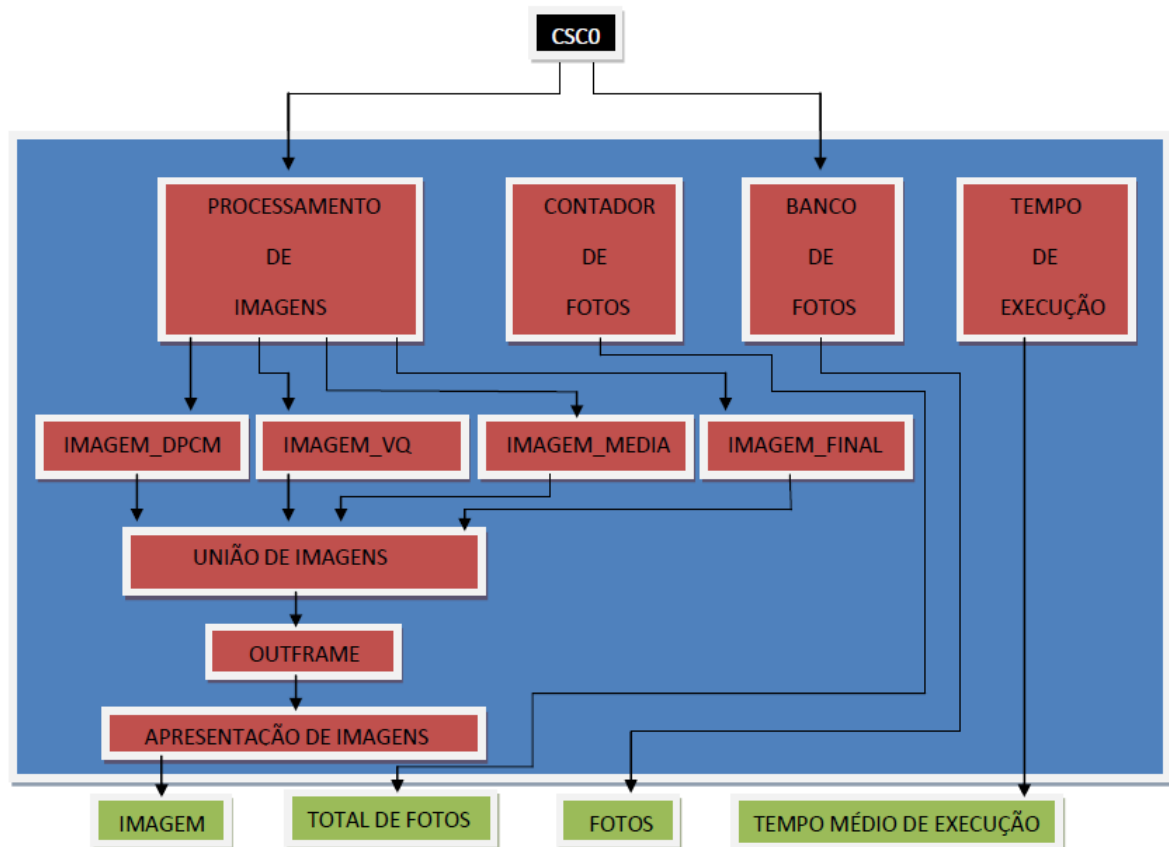 CSC0
PROCESSAMENTO
DE
IMAGENS
CONTADOR
DE
FOTOS
BANCO
DE
FOTOS
TEMPO
DE
EXECUÇÃO
IMAGEM_DPCM
IMAGEM_VQ
IMAGEM_MEDIA
IMAGEM_FINAL
UNIÃO DE IMAGENS
OUTFRAME
APRESENTAÇÃO DE IMAGENS
IMAGEM
TOTAL DE FOTOS
FOTOS
TEMPO MÉDIO DE EXECUÇÃO